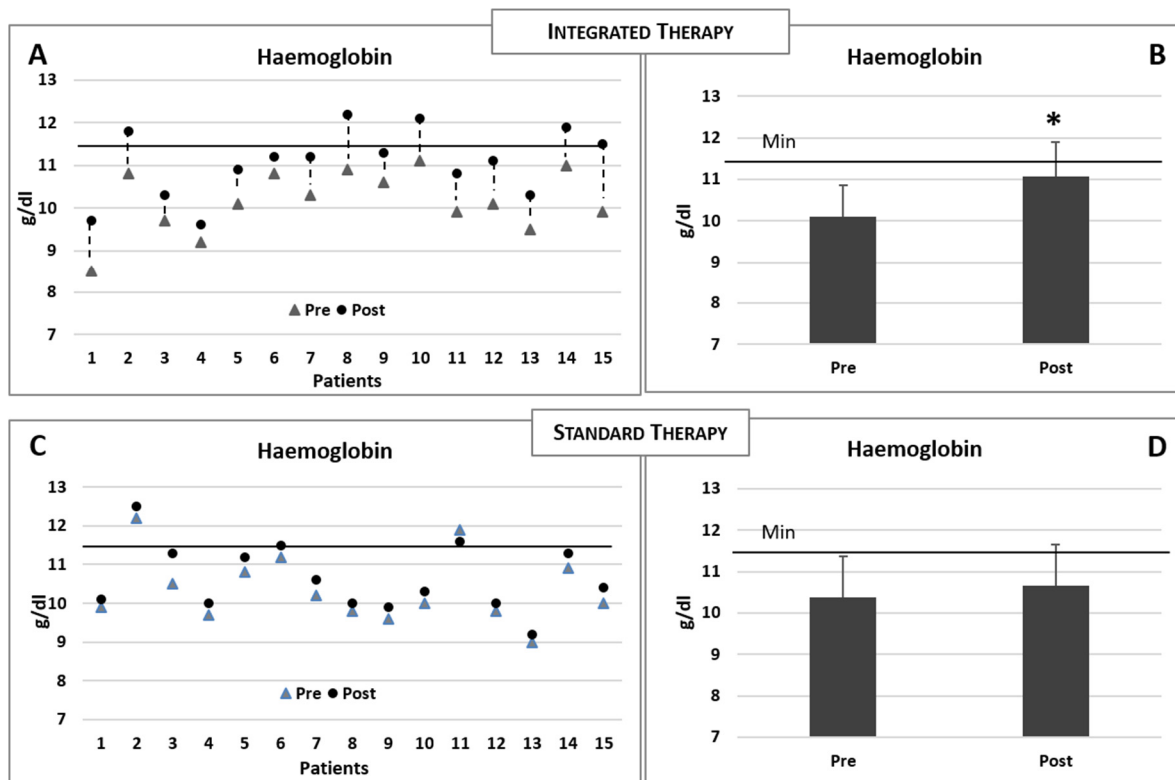 INTEGRATED THERAPY
A
Haemoglobin
13
12
11
10
9
8
7
g/dl
Pre Post
1 2 3 4 5 6 7 8 9 10 11 12 13 14 15
Patients
Haemoglobin
B
13
12
11
10
9
8
7
g/dl
Min
*
Pre Post
STANDARD THERAPY
C
Haemoglobin
13
12
11
10
9
8
7
g/dl
Pre Post
1 2 3 4 5 6 7 8 9 10 11 12 13 14 15
Patients
Haemoglobin
D
13
12
11
10
9
8
7
g/dl
Min
Pre Post